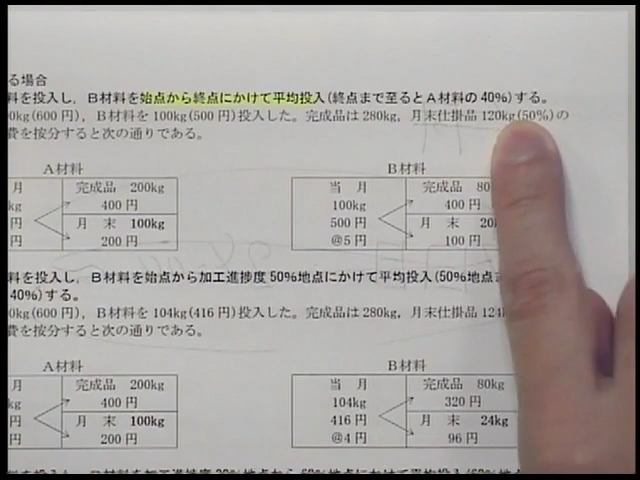 る場合
料を投入し，B材料を始点から終点にかけて平均投入(終点まで至るとA材料の40%)する。
0kg(600円)，B材料を100kg(500円)投入した。完成品は280kg，月末仕掛品120kg(50%)の
費を按分すると次の通りである。
A材料
月 完成品 200kg
kg 400円
円 月 末 100kg
円 200円
B材料
当 月 完成品 80
100kg 400円
500円 月 末 20
@5円 100円
料を投入し，B材料を始点から加工進捗度50%地点にかけて平均投入(50%地点
40%)する。
0kg(600円)，B材料を104kg(416円)投入した。完成品は280kg，月末仕掛品124
費を按分すると次の通りである。
A材料
月 完成品 200kg
kg 400円
円 月 末 100kg
円 200円
B材料
当 月 完成品 80kg
104kg 320円
416円 月 末 24kg
@4円 96円